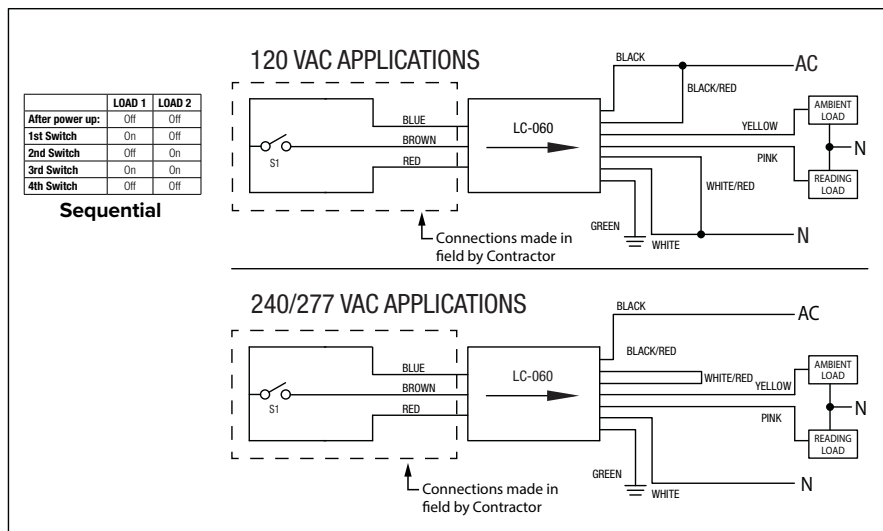 120 VAC APPLICATIONS
LOAD 1 LOAD 2
After power up: Off Off
1st Switch On Off
2nd Switch Off On
3rd Switch On On
4th Switch Off Off
Sequential
S1
BLUE
BROWN
RED
LC-060
BLACK
AC
BLACK/RED
YELLOW
AMBIENT
LOAD
N
PINK
READING
LOAD
WHITE/RED
GREEN
WHITE
N
Connections made in
field by Contractor
240/277 VAC APPLICATIONS
S1
BLUE
BROWN
RED
LC-060
BLACK
AC
BLACK/RED
WHITE/RED
YELLOW
AMBIENT
LOAD
N
PINK
READING
LOAD
GREEN
WHITE
N
Connections made in
field by Contractor